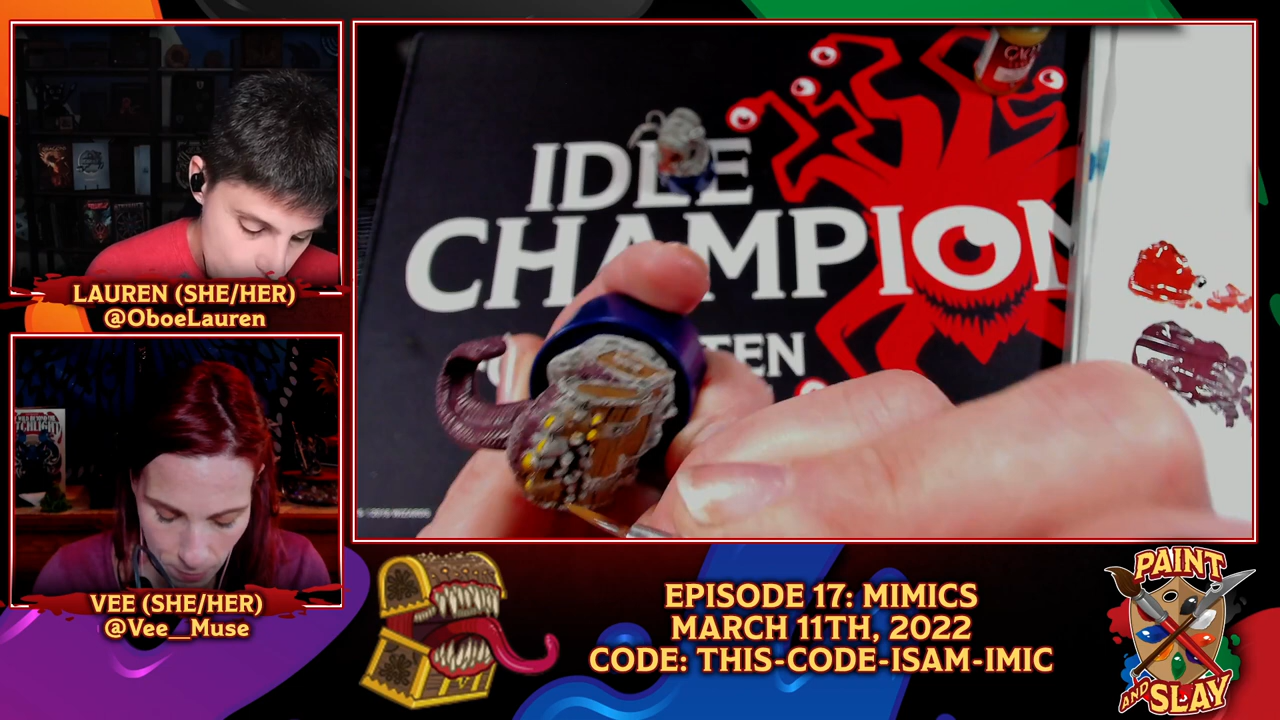 LAUREN (SHE/HER)
@OboeLauren
VEE (SHE/HER)
@Vee__Muse
IDLE
CHAMPION
TEN
EPISODE 17: MIMICS
MARCH 11TH, 2022
CODE: THIS-CODE-ISAM-IMIC
PAINT
AND SLAY